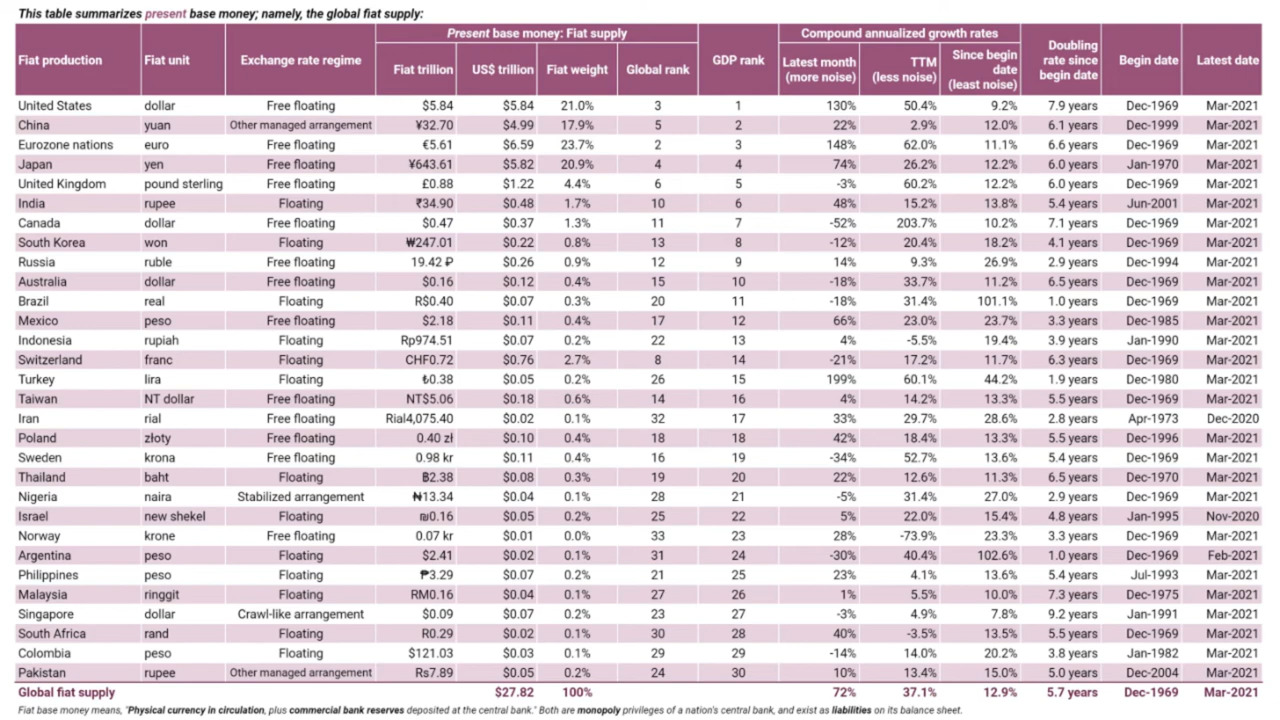 This table summarizes present base money; namely, the global fiat supply:
Fiat production Fiat unit Exchange rate regime Present base money: Fiat supply GDP rank Compound annualized growth rates Doubling rate since begin date Begin date Latest date
Fiat trillion US$ trillion Fiat weight Global rank Latest month (more noise) TTM (less noise) Since begin date (least noise)
United States dollar Free floating $5.84 $5.84 21.0% 3 1 130% 50.4% 9.2% 7.9 years Dec-1969 Mar-2021
China yuan Other managed arrangement ¥32.70 $4.99 17.9% 5 2 22% 2.9% 12.0% 6.1 years Dec-1999 Mar-2021
Eurozone nations euro Free floating €5.61 $6.59 23.7% 2 3 148% 62.0% 11.1% 6.6 years Dec-1969 Mar-2021
Japan yen Free floating ¥643.61 $5.82 20.9% 4 4 74% 26.2% 12.2% 6.0 years Jan-1970 Mar-2021
United Kingdom pound sterling Free floating £0.88 $1.22 4.4% 6 5 -3% 60.2% 12.2% 6.0 years Dec-1969 Mar-2021
India rupee Floating ₹34.90 $0.48 1.7% 10 6 48% 15.2% 13.8% 5.4 years Jun-2001 Mar-2021
Canada dollar Free floating $0.47 $0.37 1.3% 11 7 -52% 203.7% 10.2% 7.1 years Dec-1969 Mar-2021
South Korea won Floating ₩247.01 $0.22 0.8% 13 8 -12% 20.4% 18.2% 4.1 years Dec-1969 Mar-2021
Russia ruble Free floating 19.42 ₽ $0.26 0.9% 12 9 14% 9.3% 26.9% 2.9 years Dec-1994 Mar-2021
Australia dollar Free floating $0.16 $0.12 0.4% 15 10 -18% 33.7% 11.2% 6.5 years Dec-1969 Mar-2021
Brazil real Floating R$0.40 $0.07 0.3% 20 11 -18% 31.4% 101.1% 1.0 years Dec-1969 Mar-2021
Mexico peso Free floating $2.18 $0.11 0.4% 17 12 66% 23.0% 23.7% 3.3 years Dec-1985 Mar-2021
Indonesia rupiah Floating Rp974.51 $0.07 0.2% 22 13 4% -5.5% 19.4% 3.9 years Jan-1990 Mar-2021
Switzerland franc Floating CHF0.72 $0.76 2.7% 8 14 -21% 17.2% 11.7% 6.3 years Dec-1969 Mar-2021
Turkey lira Floating ₺0.38 $0.05 0.2% 26 15 199% 60.1% 44.2% 1.9 years Dec-1980 Mar-2021
Taiwan NT dollar Free floating NT$5.06 $0.18 0.6% 14 16 4% 14.2% 13.3% 5.5 years Dec-1969 Mar-2021
Iran rial Free floating Rial4,075.40 $0.02 0.1% 32 17 33% 29.7% 28.6% 2.8 years Apr-1973 Dec-2020
Poland złoty Free floating 0.40 zł $0.10 0.4% 18 18 42% 18.4% 13.3% 5.5 years Dec-1996 Mar-2021
Sweden krona Free floating 0.98 kr $0.11 0.4% 16 19 -34% 52.7% 13.6% 5.4 years Dec-1969 Mar-2021
Thailand baht Floating ฿2.38 $0.08 0.3% 19 20 22% 12.6% 11.3% 6.5 years Dec-1970 Mar-2021
Nigeria naira Stabilized arrangement ₦13.34 $0.04 0.1% 28 21 -5% 31.4% 27.0% 2.9 years Dec-1969 Mar-2021
Israel new shekel Floating ₪0.16 $0.05 0.2% 25 22 5% 22.0% 15.4% 4.8 years Jan-1995 Nov-2020
Norway krone Free floating 0.07 kr $0.01 0.0% 33 23 28% -73.9% 23.3% 3.3 years Dec-1969 Mar-2021
Argentina peso Floating $2.41 $0.02 0.1% 31 24 -30% 40.4% 102.6% 1.0 years Dec-1969 Feb-2021
Philippines peso Floating ₱3.29 $0.07 0.2% 21 25 23% 4.1% 13.6% 5.4 years Jul-1993 Mar-2021
Malaysia ringgit Floating RM0.16 $0.04 0.1% 27 26 1% 5.5% 10.0% 7.3 years Dec-1975 Mar-2021
Singapore dollar Crawl-like arrangement $0.09 $0.07 0.2% 23 27 -3% 4.9% 7.8% 9.2 years Jan-1991 Mar-2021
South Africa rand Floating R0.29 $0.02 0.1% 30 28 40% -3.5% 13.5% 5.5 years Dec-1969 Mar-2021
Colombia peso Floating $121.03 $0.03 0.1% 29 29 -14% 14.0% 20.2% 3.8 years Jan-1982 Mar-2021
Pakistan rupee Other managed arrangement Rs7.89 $0.05 0.2% 24 30 10% 13.4% 15.0% 5.0 years Dec-2004 Mar-2021
Global fiat supply $27.82 100% 72% 37.1% 12.9% 5.7 years Dec-1969 Mar-2021
Fiat base money means, "Physical currency in circulation, plus commercial bank reserves deposited at the central bank." Both are monopoly privileges of a nation's central bank, and exist as liabilities on its balance sheet.